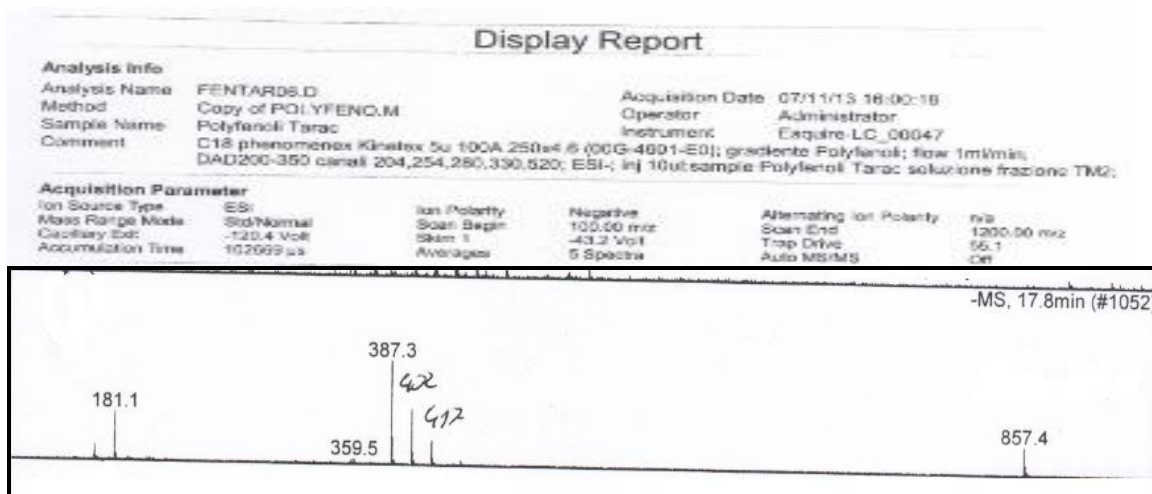 Display Report
Analysis Info
Analysis Name FENTAR06.D Acquisition Date 07/11/13 16:00:18
Method Copy of POLYFENO.M Operator Administrator
Sample Name Polyfenoli Tarac Instrument Esquire-LC_00047
Comment C18 phenomenex Kinetex 5u 100A 250x4.6 (00G-4601-E0); gradiente Polyfenoli; flow 1ml/min;
DAD200-350 canali 204,254,280,330,520; ESI-; inj 10ul sample Polyfenoli Tarac soluzione frazione TM2;
Acquisition Parameter
Ion Source Type ESI Ion Polarity Negative Alternating Ion Polarity n/a
Mass Range Mode Std/Normal Scan Begin 100.00 m/z Scan End 1200.00 m/z
Capillary Exit -120.4 Volt Skim 1 -43.2 Volt Trap Drive 55.1
Accumulation Time µs Averages 5 Spectra Auto MS/MS Off
-MS, 17.8min (#1052)
387.3
402
181.1
417
359.5
857.4